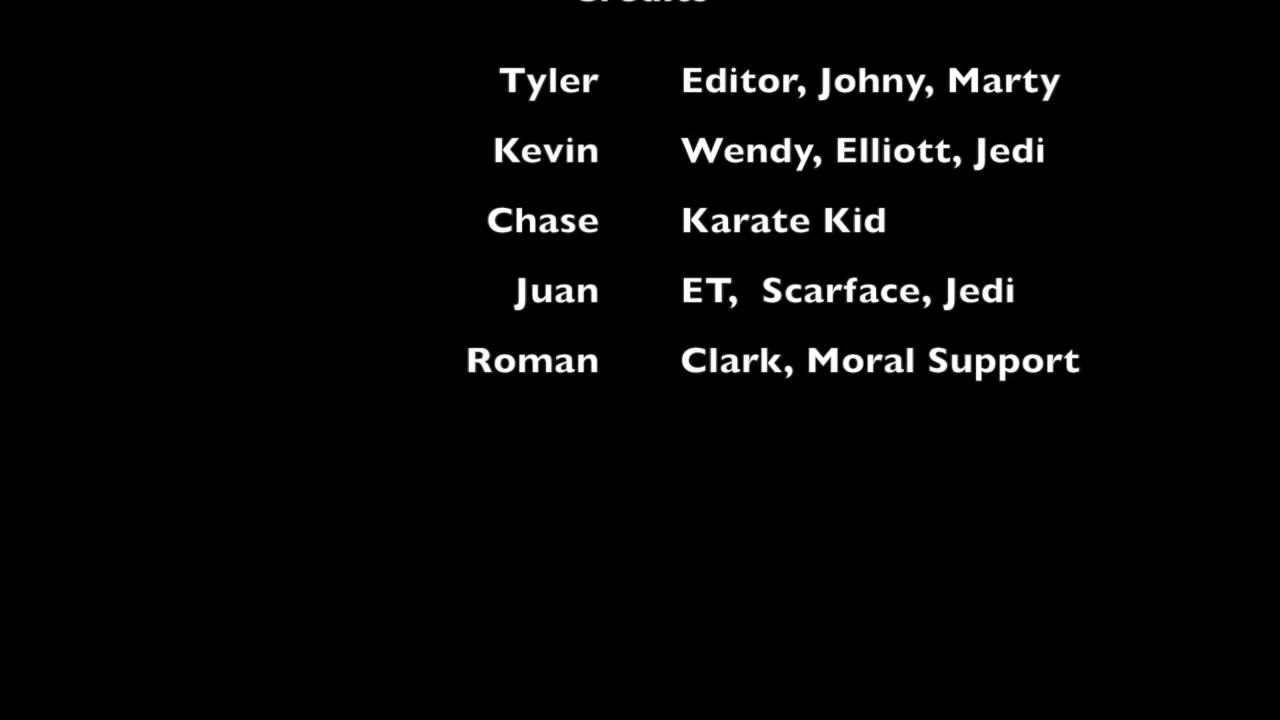 Credits
Tyler Editor, Johny, Marty
Kevin Wendy, Elliott, Jedi
Chase Karate Kid
Juan ET, Scarface, Jedi
Roman Clark, Moral Support